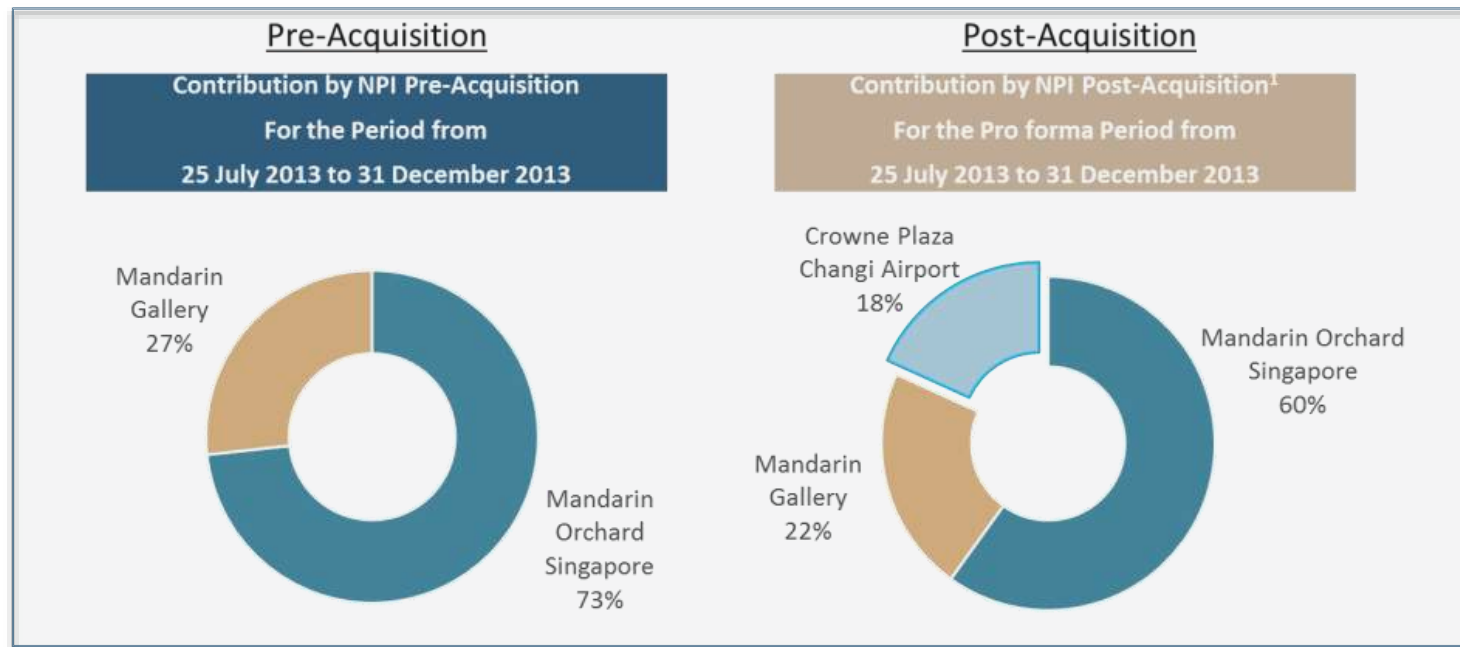 Pre-Acquisition
Contribution by NPI Pre-Acquisition
For the Period from
25 July 2013 to 31 December 2013
Mandarin
Gallery
27%
Mandarin
Orchard
Singapore
73%
Post-Acquisition
Contribution by NPI Post-Acquisition¹
For the Pro forma Period from
25 July 2013 to 31 December 2013
Crowne Plaza
Changi Airport
18%
Mandarin Orchard
Singapore
60%
Mandarin
Gallery
22%